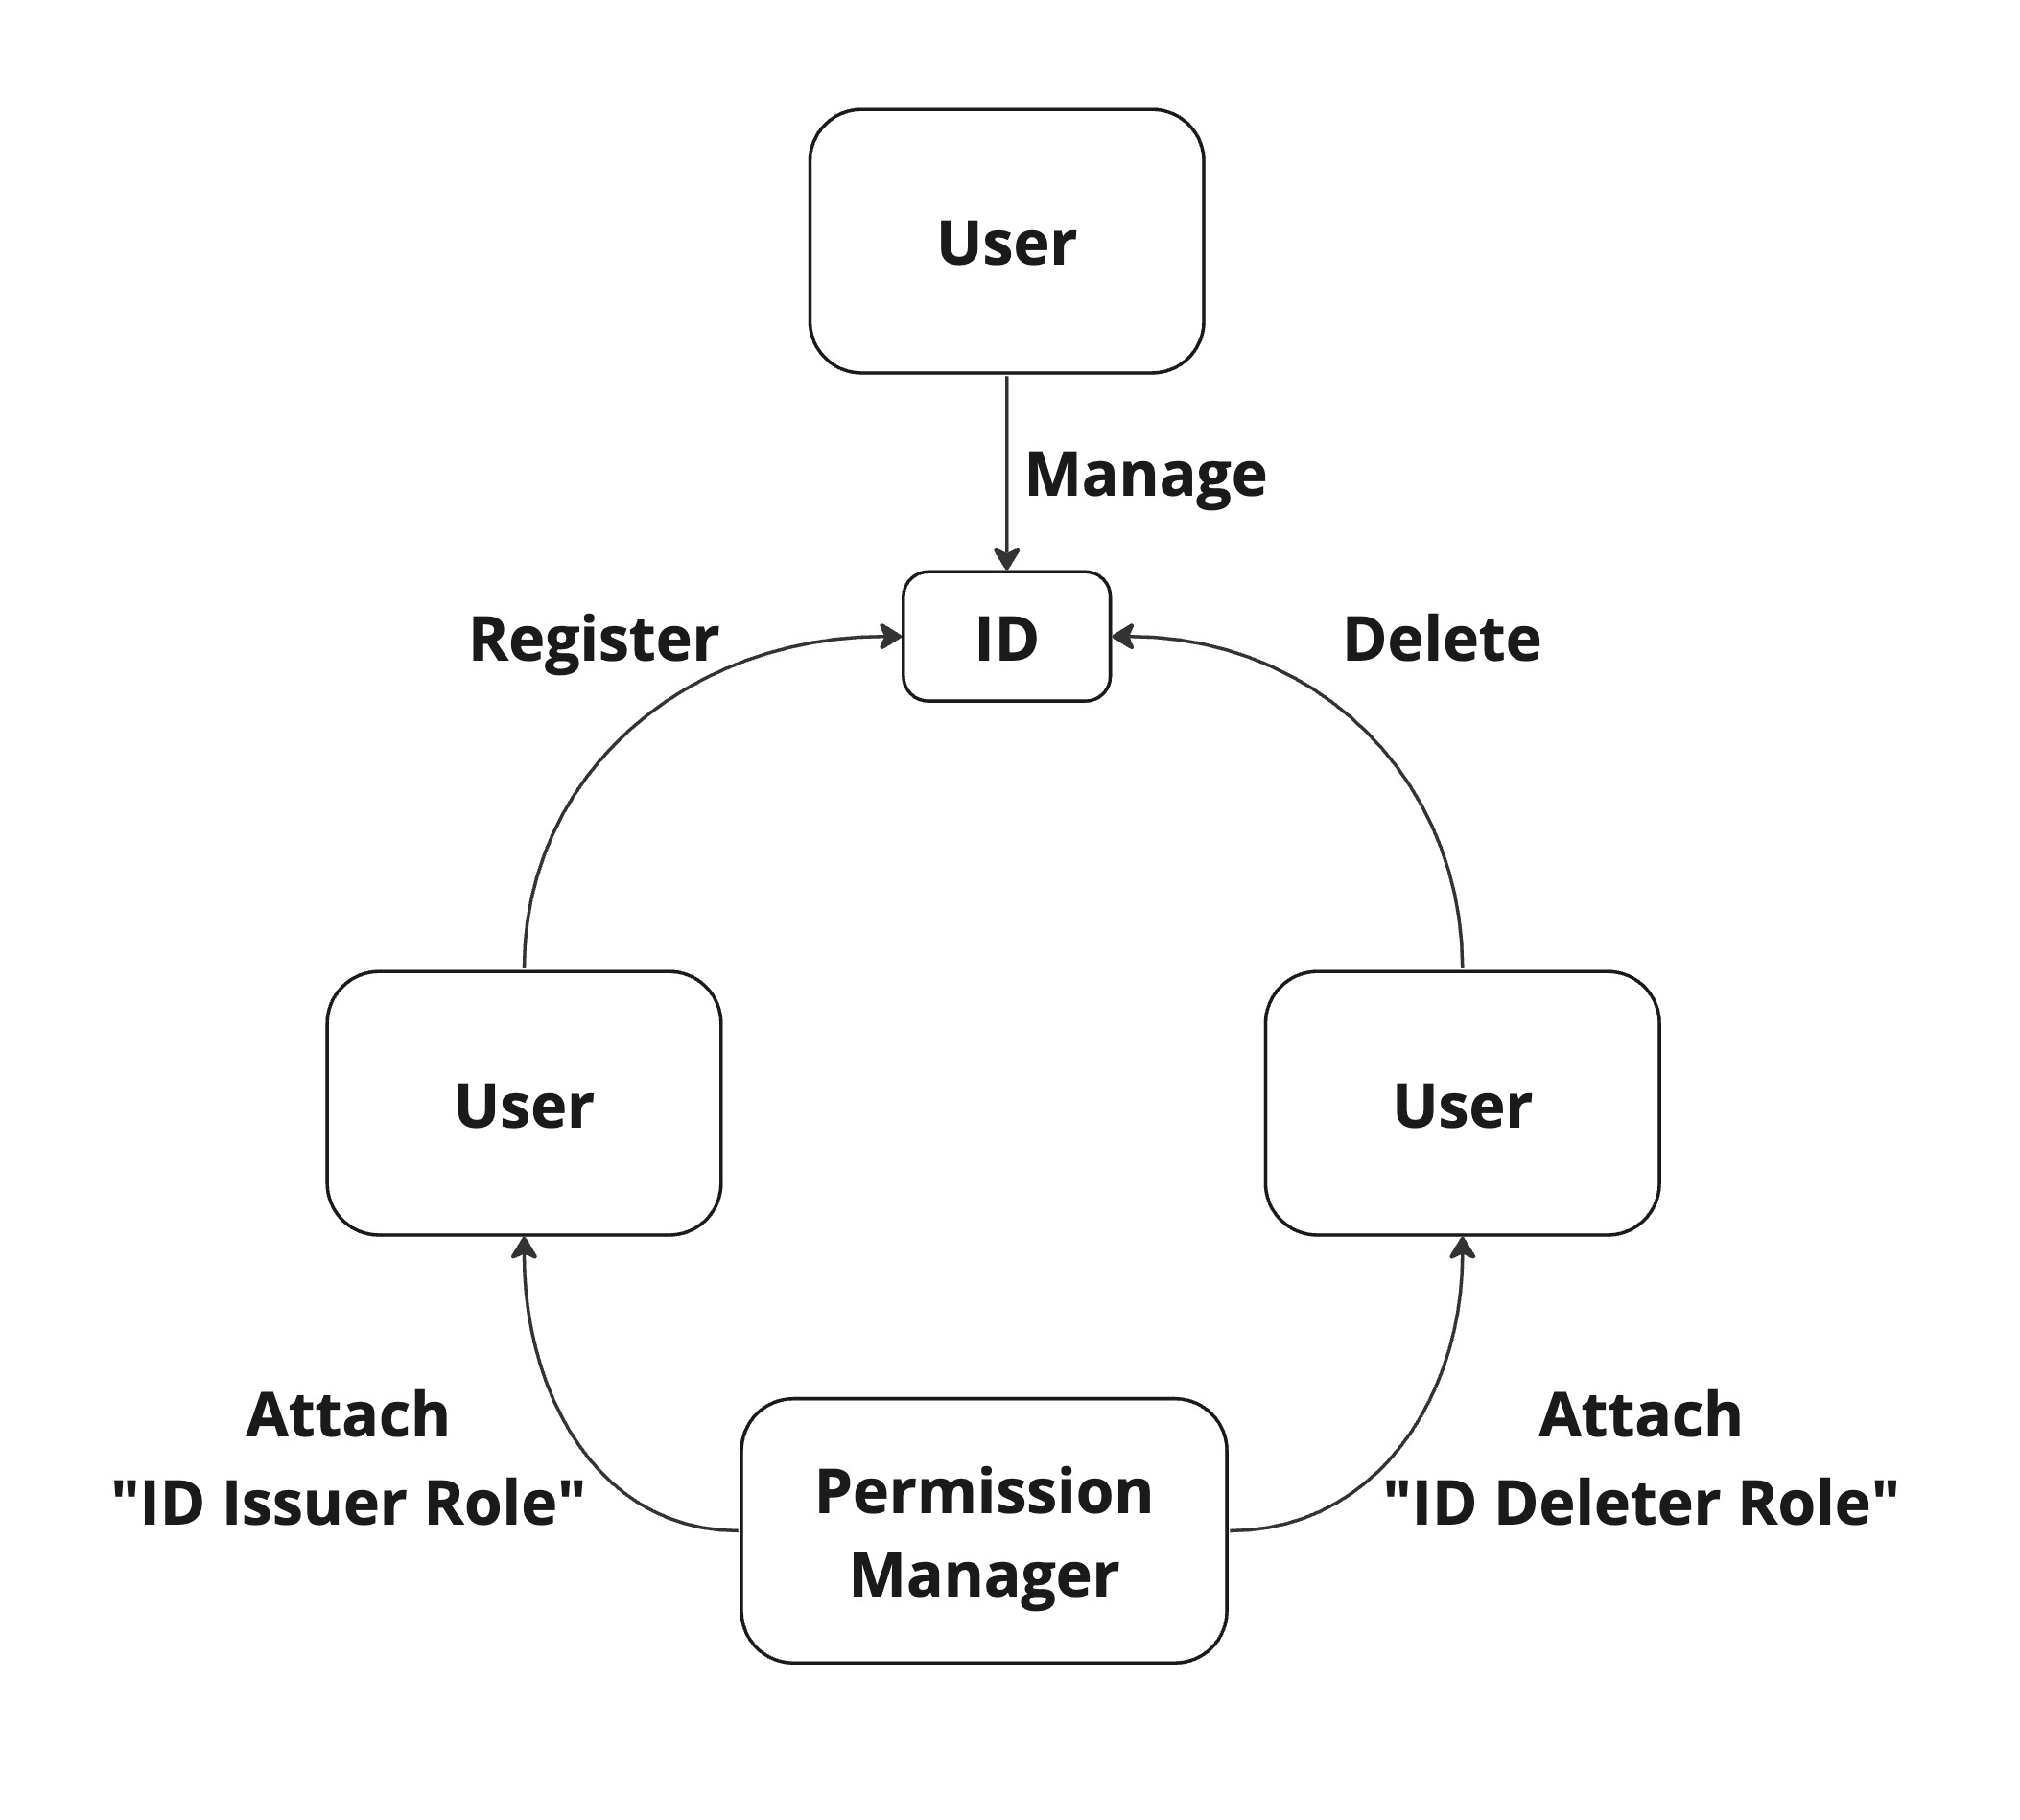 User
Manage
Register
ID
Delete
User
User
Attach
"ID Issuer Role"
Permission
Manager
Attach
"ID Deleter Role"